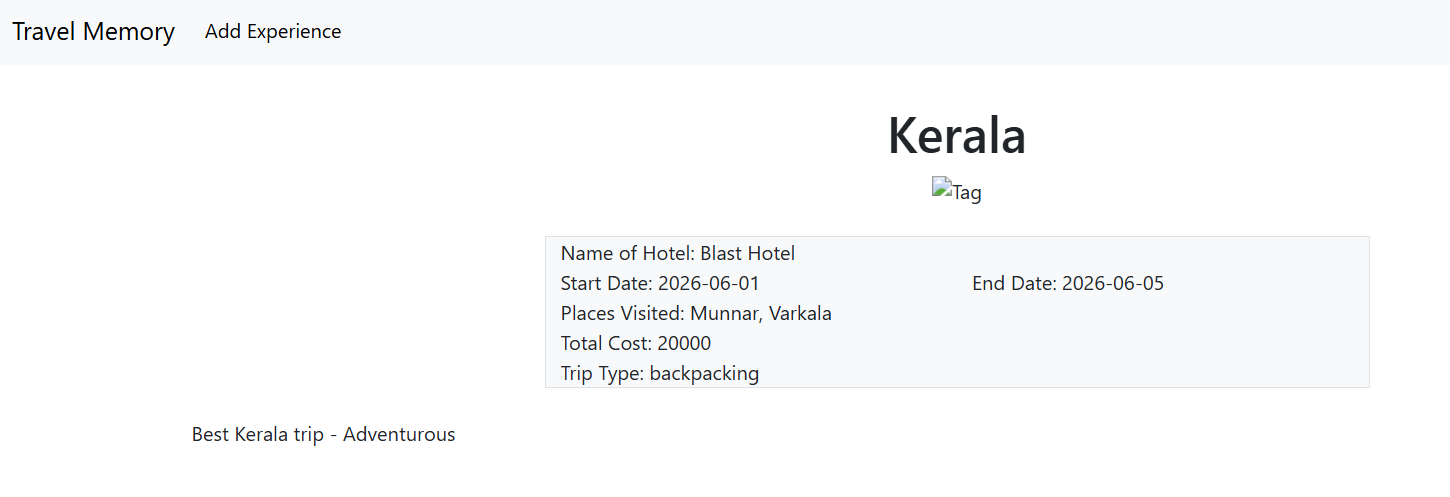 Travel Memory Add Experience
Kerala
Tag
Name of Hotel: Blast Hotel
Start Date: 2026-06-01 End Date: 2026-06-05
Places Visited: Munnar, Varkala
Total Cost: 20000
Trip Type: backpacking
Best Kerala trip - Adventurous